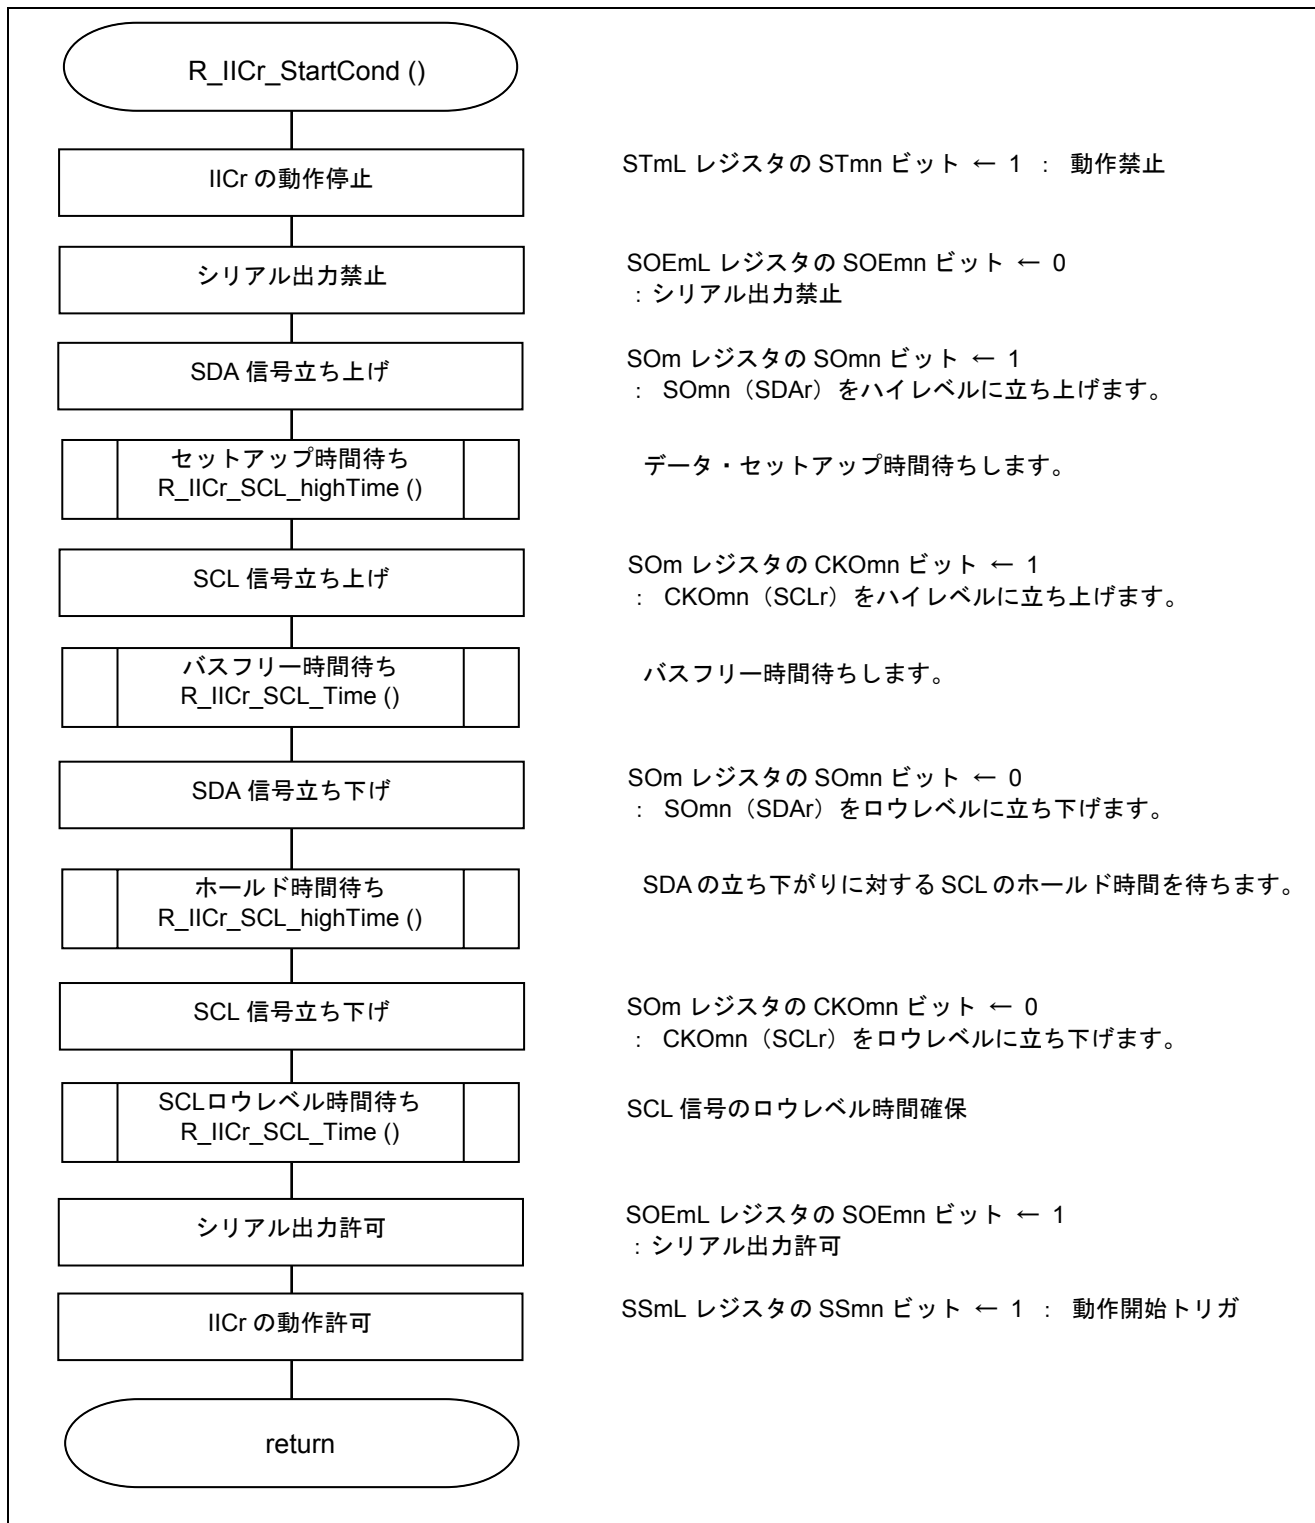 R_IICr_StartCond ()
IICr の動作停止
STmL レジスタの STmn ビット ← 1 : 動作禁止
シリアル出力禁止
SOEmL レジスタの SOEmn ビット ← 0
: シリアル出力禁止
SDA 信号立ち上げ
SOm レジスタの SOmn ビット ← 1
: SOmn（SDAr）をハイレベルに立ち上げます。
セットアップ時間待ち
R_IICr_SCL_highTime ()
データ・セットアップ時間待ちします。
SCL 信号立ち上げ
SOm レジスタの CKOmn ビット ← 1
: CKOmn（SCLr）をハイレベルに立ち上げます。
バスフリー時間待ち
R_IICr_SCL_Time ()
バスフリー時間待ちします。
SDA 信号立ち下げ
SOm レジスタの SOmn ビット ← 0
: SOmn（SDAr）をロウレベルに立ち下げます。
ホールド時間待ち
R_IICr_SCL_highTime ()
SDA の立ち下がりに対する SCL のホールド時間を待ちます。
SCL 信号立ち下げ
SOm レジスタの CKOmn ビット ← 0
: CKOmn（SCLr）をロウレベルに立ち下げます。
SCLロウレベル時間待ち
R_IICr_SCL_Time ()
SCL 信号のロウレベル時間確保
シリアル出力許可
SOEmL レジスタの SOEmn ビット ← 1
: シリアル出力許可
IICr の動作許可
SSmL レジスタの SSmn ビット ← 1 : 動作開始トリガ
return